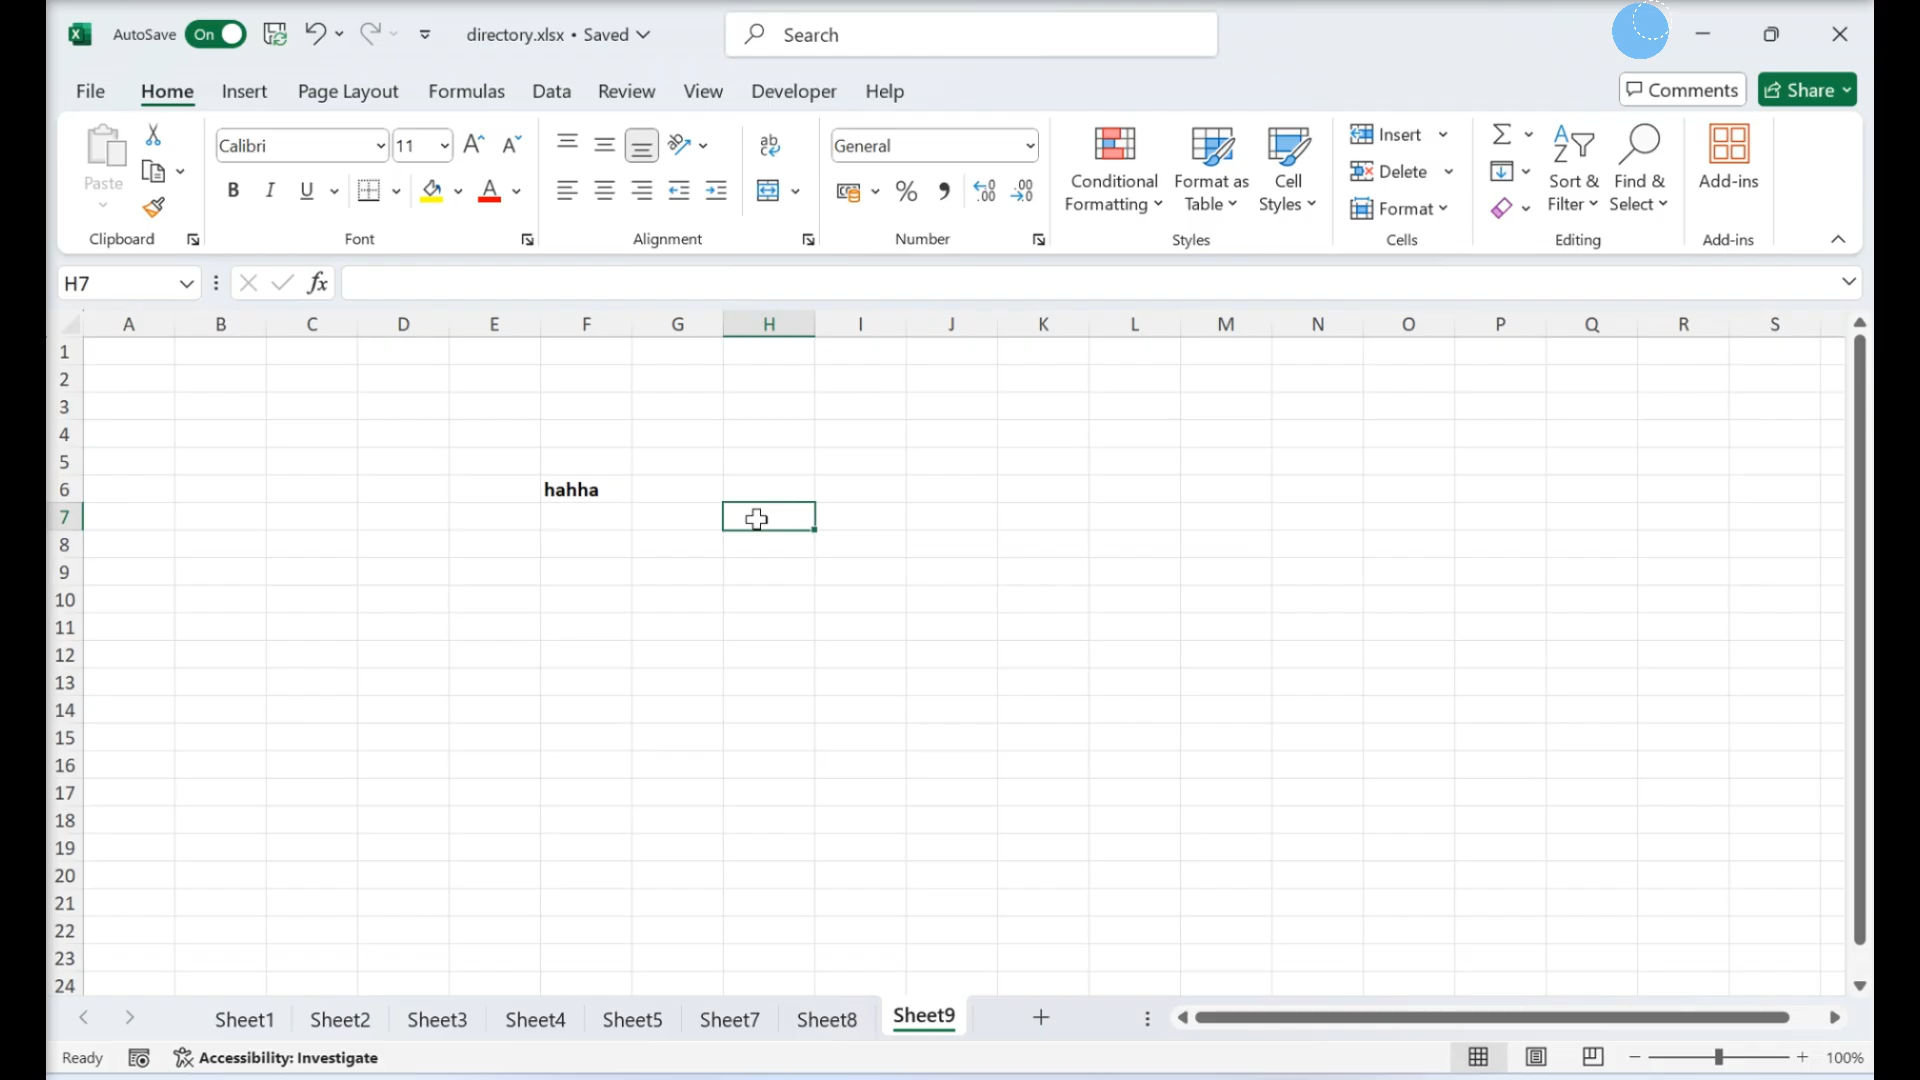 AutoSave On directory.xlsx • Saved Search
File Home Insert Page Layout Formulas Data Review View Developer Help Comments Share
Paste
Clipboard
Calibri 11
B I U A
Font
ab
c
Alignment
General
% 9
Number
Conditional
Formatting
Format as
Table
Cell
Styles
Styles
Insert
Delete
Format
Cells
Sort &
Filter
Find &
Select
Editing
Add-ins
Add-ins
H7 fx
A B C D E F G H I J K L M N O P Q R S
1
2
3
4
5
6 hahha
7
8
9
10
11
12
13
14
15
16
17
18
19
20
21
22
23
24
Sheet1 Sheet2 Sheet3 Sheet4 Sheet5 Sheet7 Sheet8 Sheet9 +
Ready Accessibility: Investigate 100%